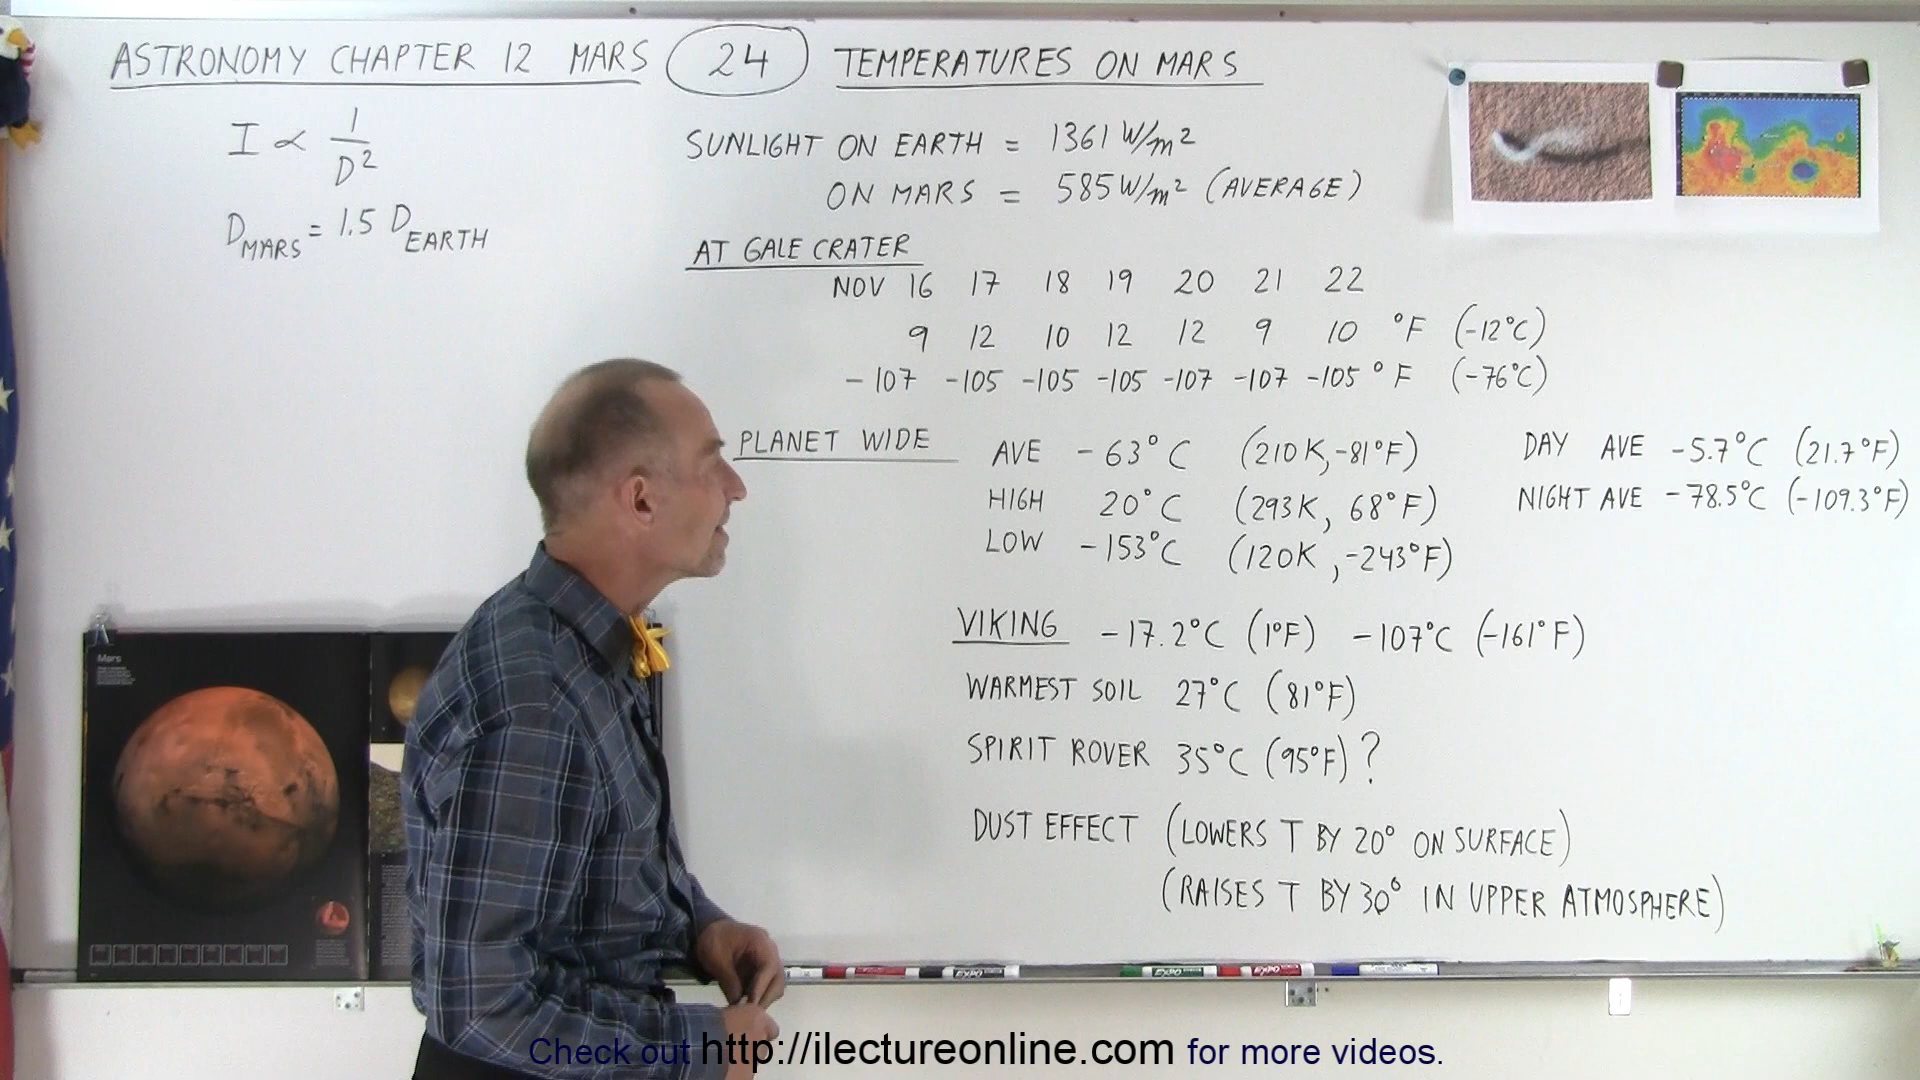 ASTRONOMY CHAPTER 12 MARS 24 TEMPERATURES ON MARS
I ∝ 1/D²
D_MARS = 1.5 D_EARTH
SUNLIGHT ON EARTH = 1361 W/m²
ON MARS = 585 W/m² (AVERAGE)
AT GALE CRATER
NOV 16 17 18 19 20 21 22
9 12 10 12 12 9 10 °F (-12°C)
-107 -105 -105 -105 -107 -107 -105 °F (-76°C)
PLANET WIDE AVE -63°C (210K, -81°F) DAY AVE -5.7°C (21.7°F)
HIGH 20°C (293K, 68°F) NIGHT AVE -78.5°C (-109.3°F)
LOW -153°C (120K, -243°F)
VIKING -17.2°C (1°F) -107°C (-161°F)
WARMEST SOIL 27°C (81°F)
SPIRIT ROVER 35°C (95°F) ?
DUST EFFECT (LOWERS T BY 20° ON SURFACE)
(RAISES T BY 30° IN UPPER ATMOSPHERE)
Mars
EXPO EXPO EXPO
Check out http://ilectureonline.com for more videos.